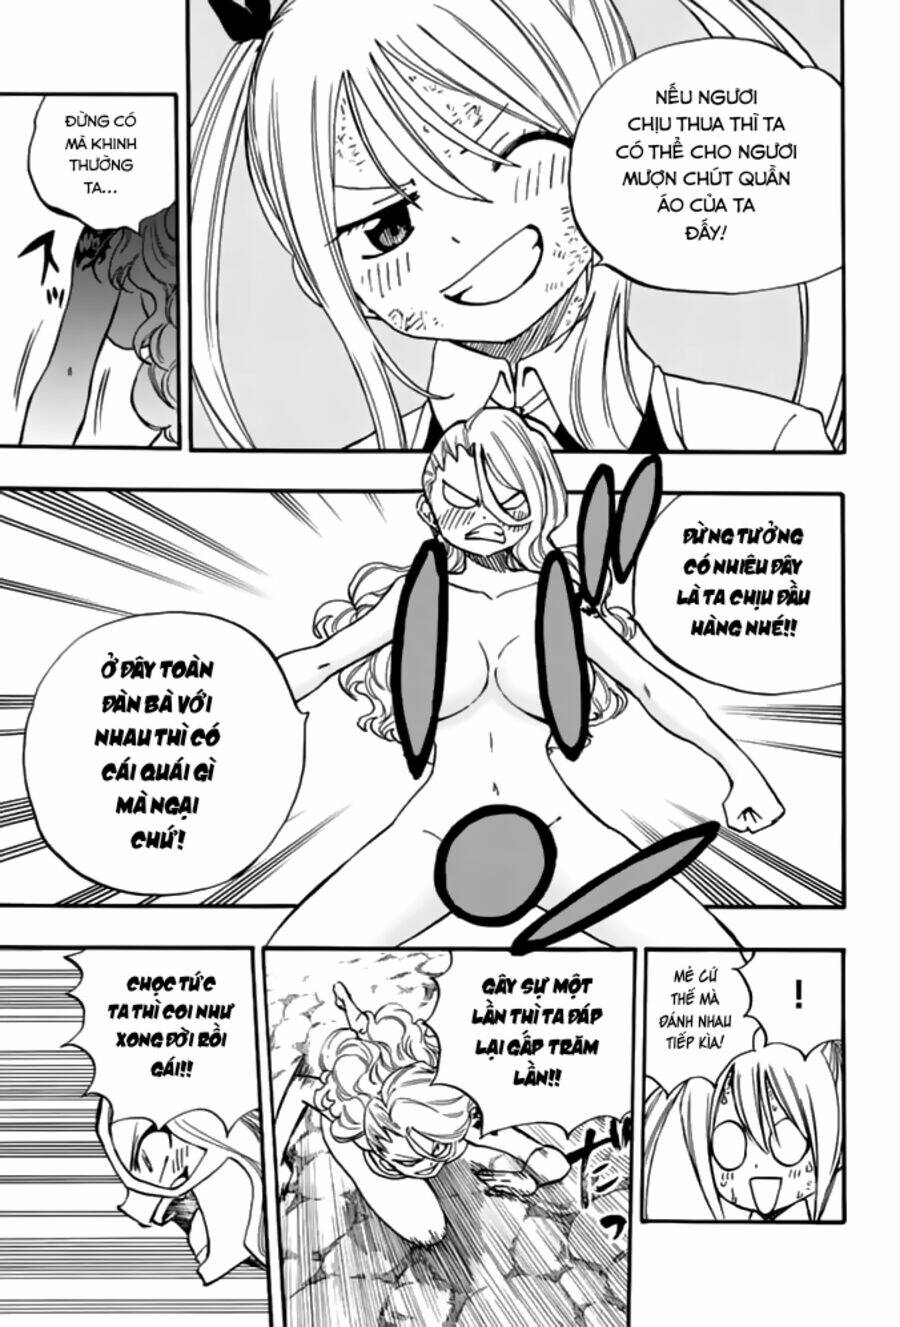 NẾU NGƯƠI
CHỊU THUA THÌ TA
CÓ THỂ CHO NGƯƠI
MƯỢN CHÚT QUẦN
ÁO CỦA TA
ĐẤY!
ĐỪNG CÓ
MÀ KHINH
THƯỜNG
TA...
ĐỪNG TƯỞNG
CÓ NHIÊU ĐÂY
LÀ TA CHỊU ĐẦU
HÀNG NHÉ!!
Ở ĐÂY TOÀN
ĐÀN BÀ VỚI
NHAU THÌ CÓ
CÁI QUÁI GÌ
MÀ NGẠI
CHỨ!
!
MẺ CỨ
THẾ MÀ
ĐÁNH NHAU
TIẾP KÌA!
GÂY SỰ MỘT
LẦN THÌ TA ĐÁP
LẠI GẤP TRĂM
LẦN!!
CHỌC TỨC
TA THÌ COI NHƯ
XONG ĐỜI RỒI
GÁI!!